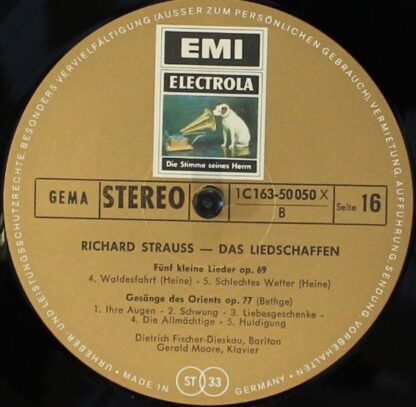 EMI
ELECTROLA
Die Stimme seines Herrn
GEMA STEREO 1C163-50050 X B Seite 16
RICHARD STRAUSS — DAS LIEDSCHAFFEN
Fünf kleine Lieder op. 69
4. Waldesfahrt (Heine) - 5. Schlechtes Wetter (Heine)
Gesänge des Orients op. 77 (Bethge)
1. Ihre Augen - 2. Schwung - 3. Liebesgeschenke -
4. Die Allmächtige - 5. Huldigung
Dietrich Fischer-Dieskau, Bariton
Gerald Moore, Klavier
ST 33
MADE IN GERMANY · URHEBER- UND LEISTUNGSSCHUTZRECHTE, BESONDERS VERVIELFÄLTIGUNG (AUSSER ZUM PERSÖNLICHEN GEBRAUCH), VERMIETUNG, AUFFÜHRUNG, SENDUNG VORBEHALTEN ·